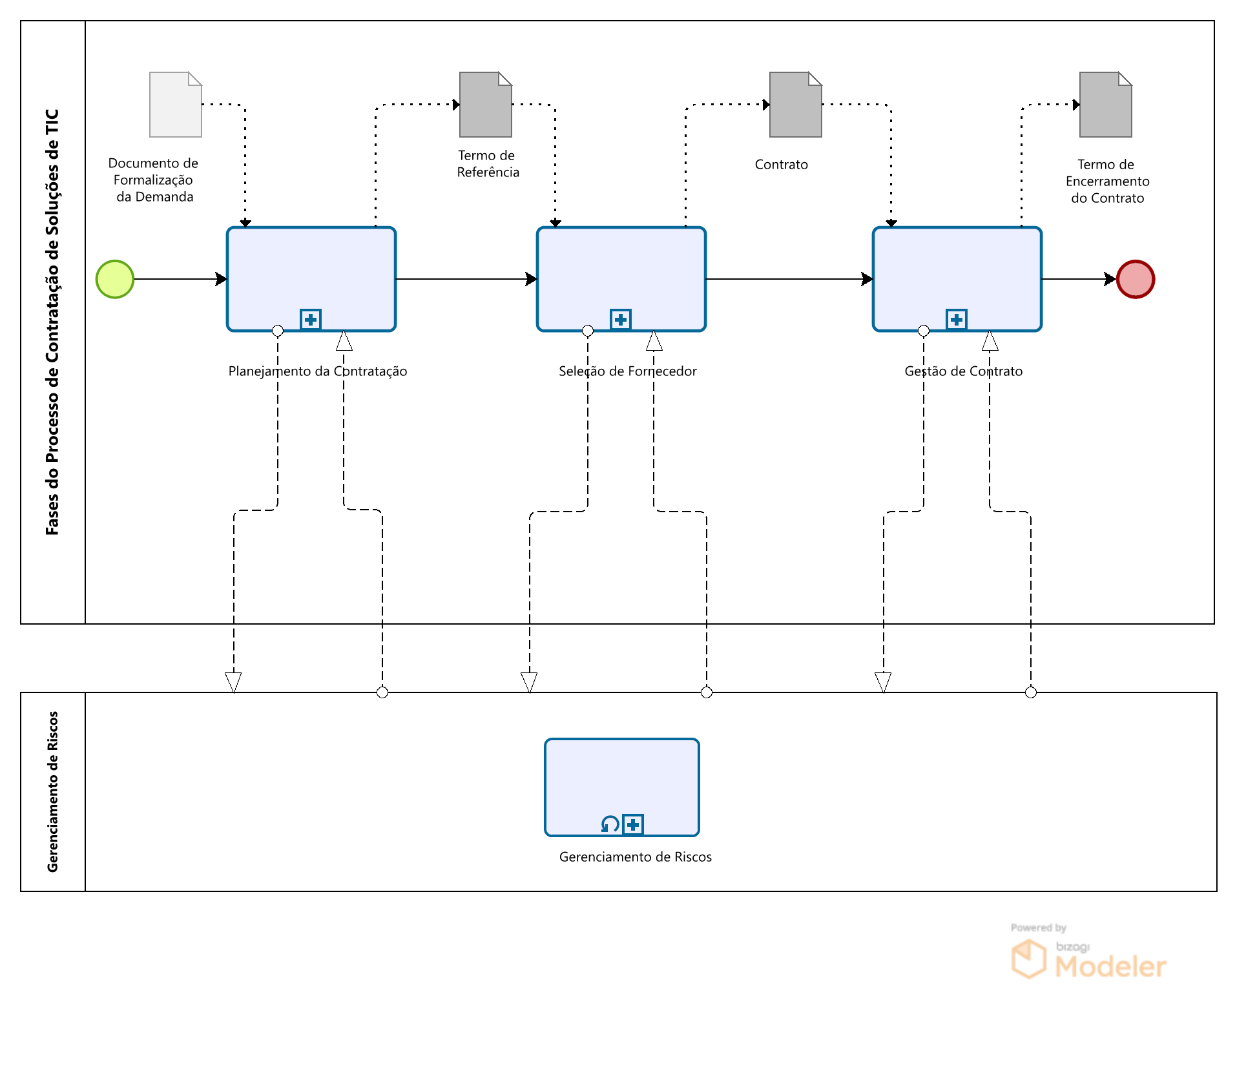 Fases do Processo de Contratação de Soluções de TIC
Documento de
Formalização
da Demanda
Termo de
Referência
Contrato
Termo de
Encerramento
do Contrato
Planejamento da Contratação
Seleção de Fornecedor
Gestão de Contrato
Gerenciamento de Riscos
Gerenciamento de Riscos
Powered by
bizagi
Modeler